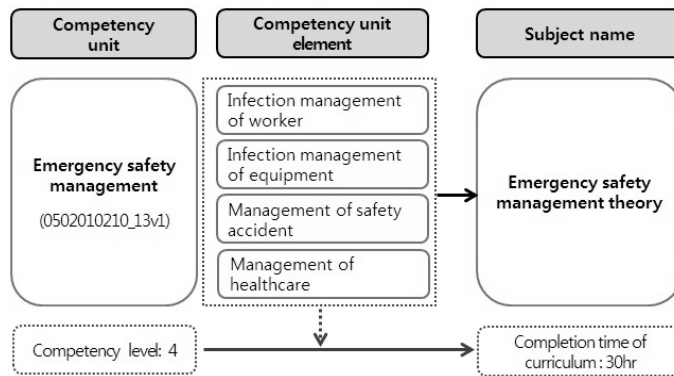 Competency
unit
Competency unit
element
Subject name
Emergency safety
management
(0502010210_13v1)
Infection management
of worker
Infection management
of equipment
Management of safety
accident
Management of
healthcare
Emergency safety
management theory
Competency level: 4
Completion time of
curriculum : 30hr